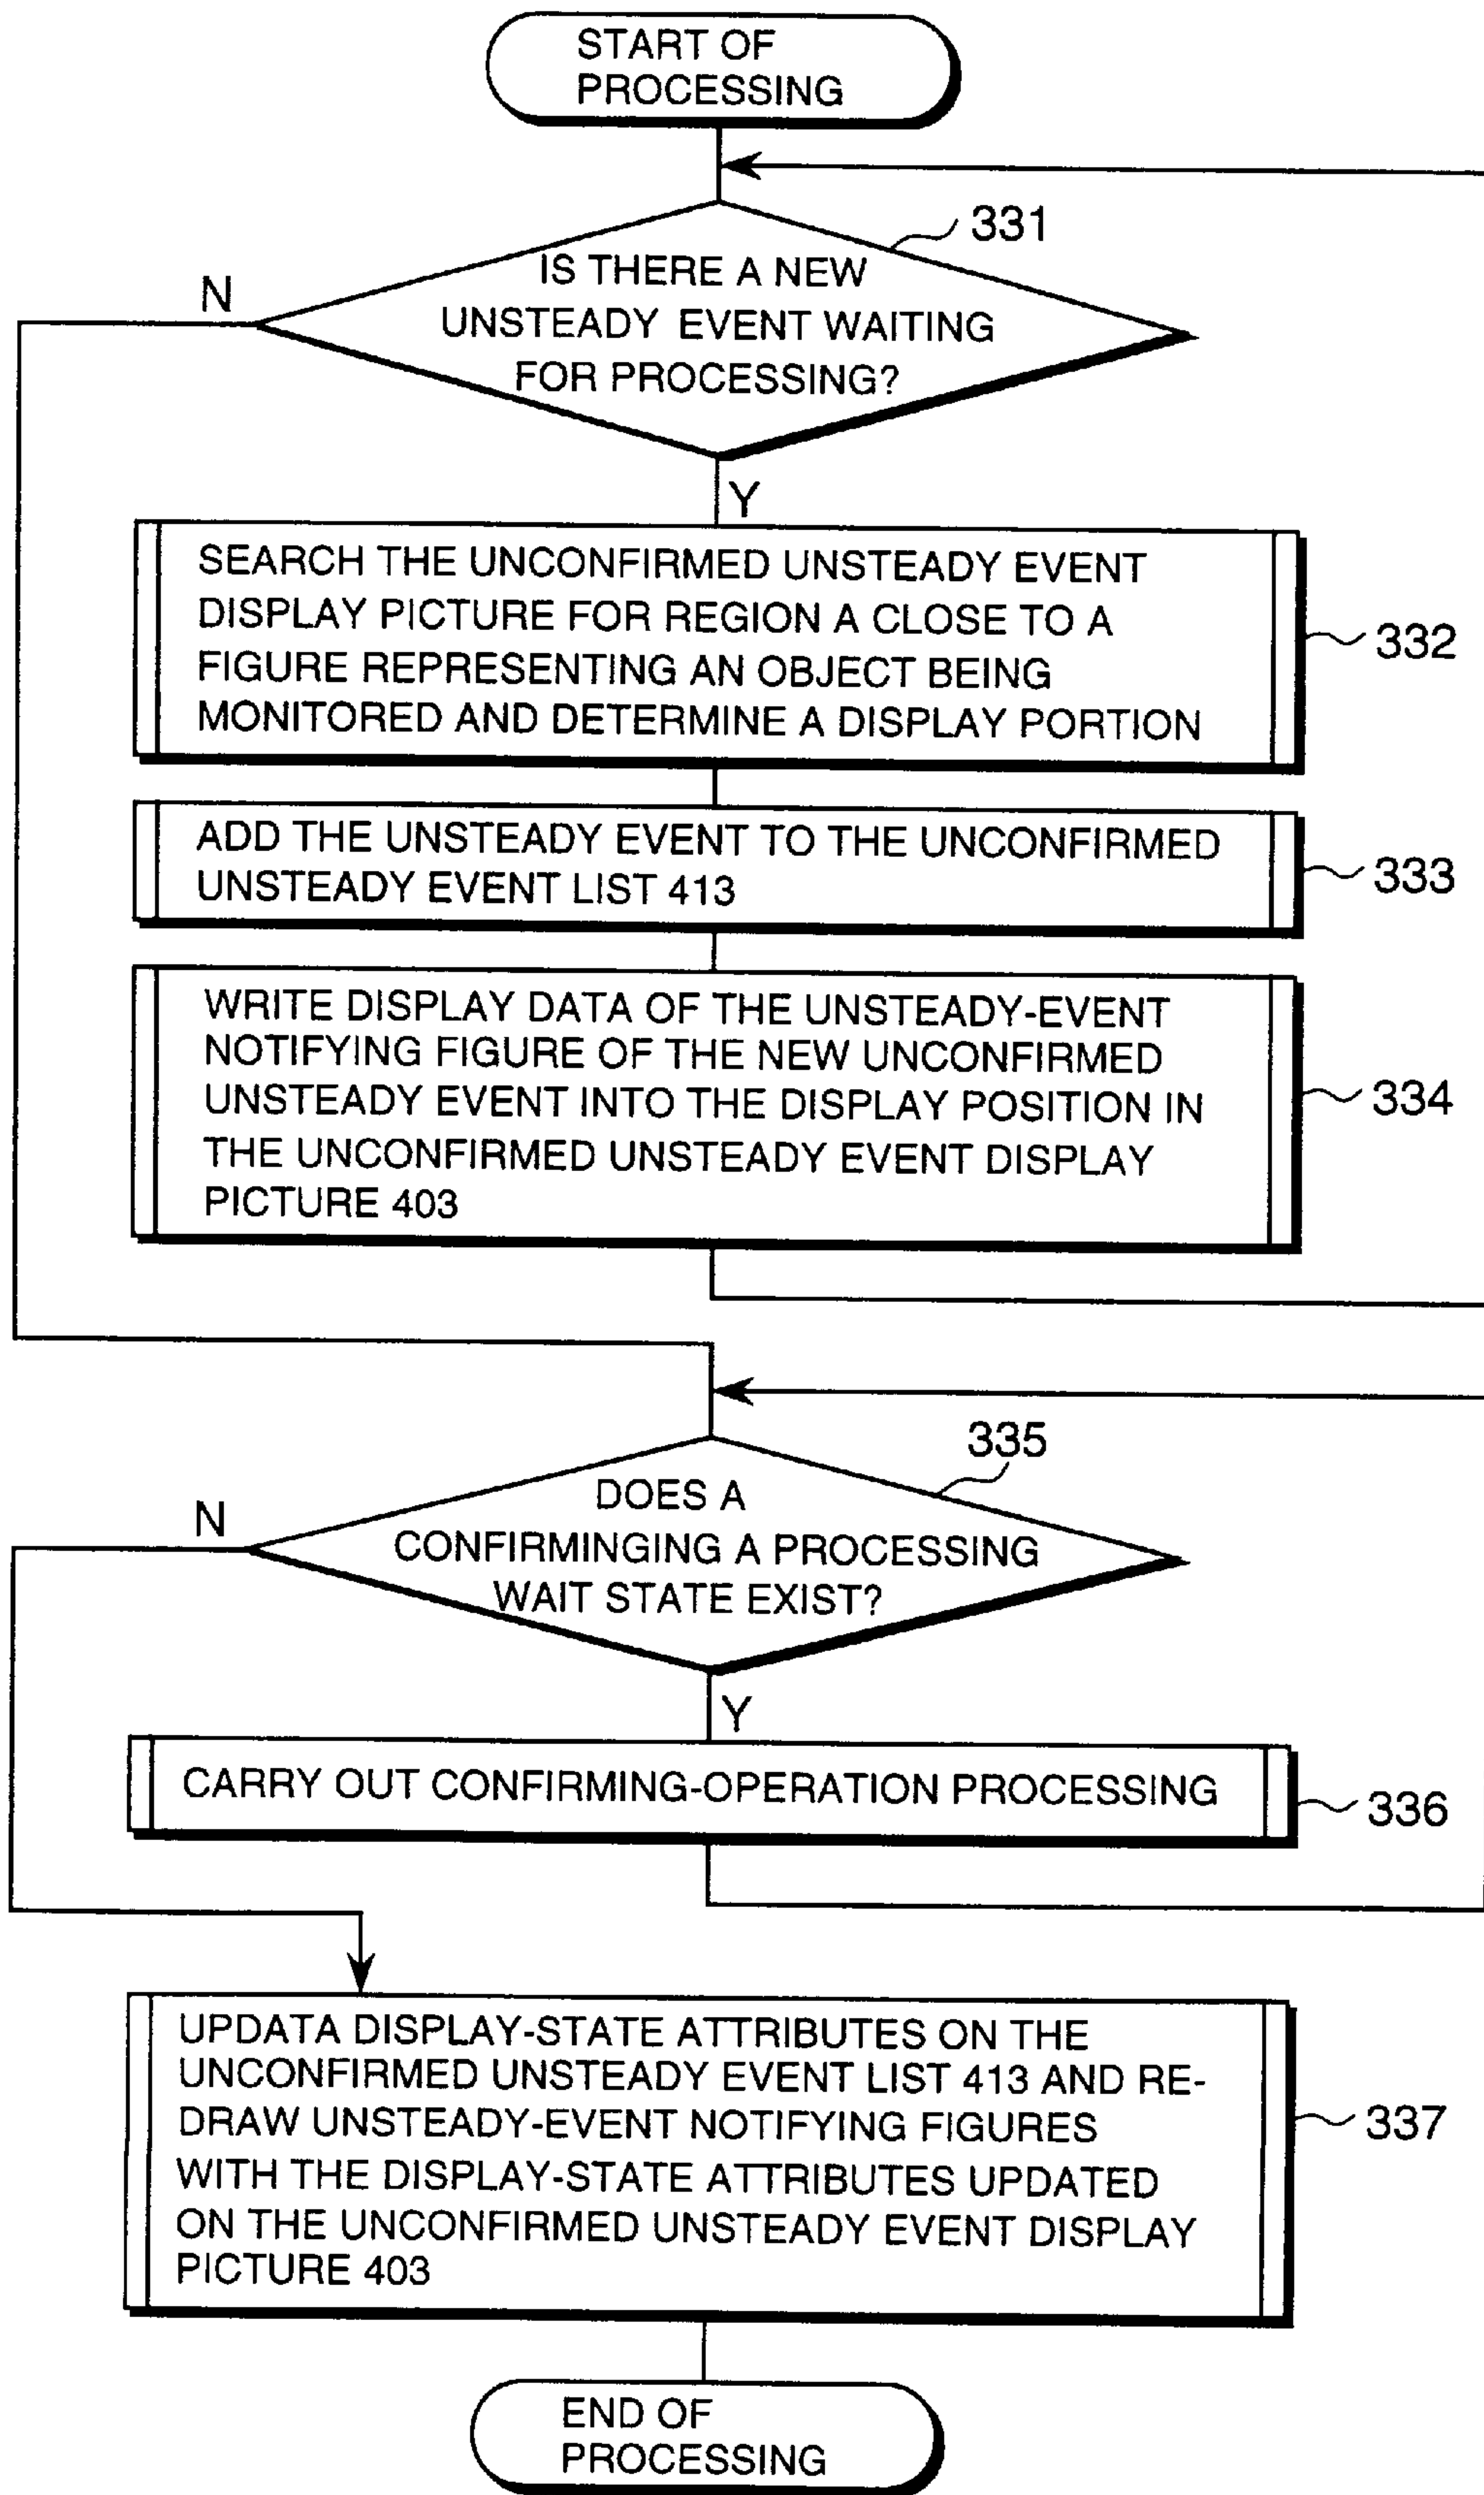 START OF
PROCESSING
331
IS THERE A NEW
UNSTEADY EVENT WAITING
FOR PROCESSING?
N
Y
SEARCH THE UNCONFIRMED UNSTEADY EVENT
DISPLAY PICTURE FOR REGION A CLOSE TO A
FIGURE REPRESENTING AN OBJECT BEING
MONITORED AND DETERMINE A DISPLAY PORTION
332
ADD THE UNSTEADY EVENT TO THE UNCONFIRMED
UNSTEADY EVENT LIST 413
333
WRITE DISPLAY DATA OF THE UNSTEADY-EVENT
NOTIFYING FIGURE OF THE NEW UNCONFIRMED
UNSTEADY EVENT INTO THE DISPLAY POSITION IN
THE UNCONFIRMED UNSTEADY EVENT DISPLAY
PICTURE 403
334
335
DOES A
CONFIRMINGING A PROCESSING
WAIT STATE EXIST?
N
Y
CARRY OUT CONFIRMING-OPERATION PROCESSING
336
UPDATA DISPLAY-STATE ATTRIBUTES ON THE
UNCONFIRMED UNSTEADY EVENT LIST 413 AND RE-
DRAW UNSTEADY-EVENT NOTIFYING FIGURES
WITH THE DISPLAY-STATE ATTRIBUTES UPDATED
ON THE UNCONFIRMED UNSTEADY EVENT DISPLAY
PICTURE 403
337
END OF
PROCESSING